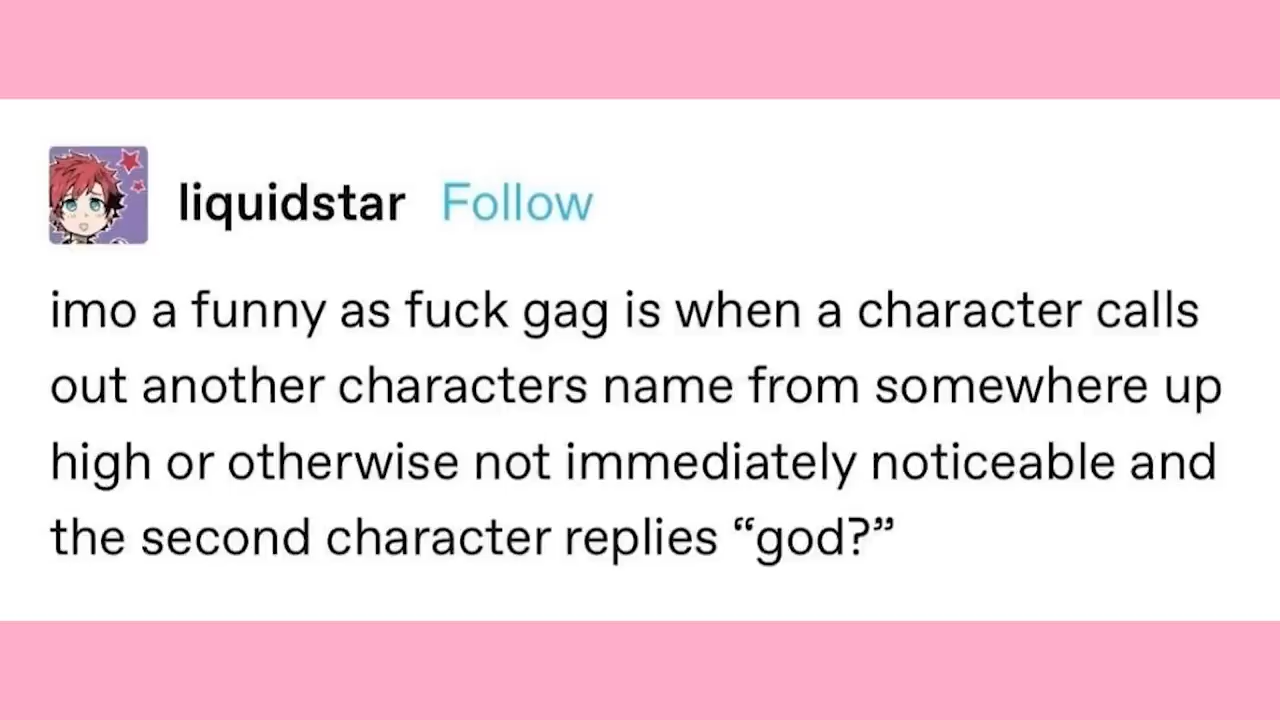 liquidstar Follow
imo a funny as fuck gag is when a character calls
out another characters name from somewhere up
high or otherwise not immediately noticeable and
the second character replies “god?”